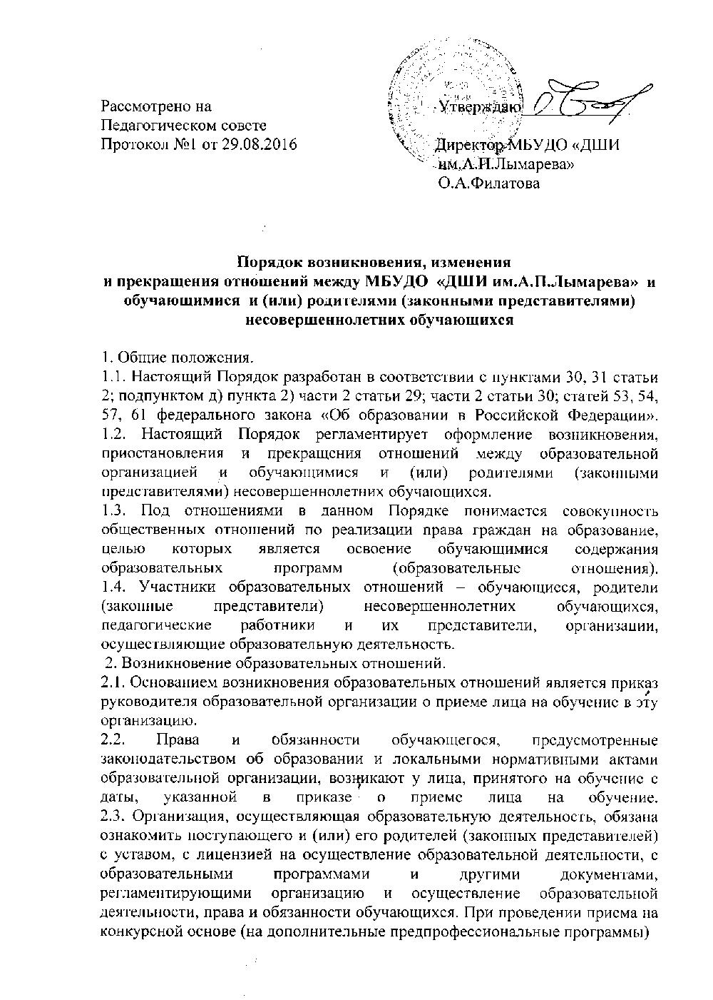 Рассмотрено на
Педагогическом совете
Протокол №1 от 29.08.2016
Утверждаю
Директор МБУДО «ДШИ
им.А.П.Лымарева»
О.А.Филатова
Порядок возникновения, изменения
и прекращения отношений между МБУДО «ДШИ им.А.П.Лымарева» и
обучающимися и (или) родителями (законными представителями)
несовершеннолетних обучающихся
1. Общие положения.
1.1. Настоящий Порядок разработан в соответствии с пунктами 30, 31 статьи
2; подпунктом д) пункта 2) части 2 статьи 29; части 2 статьи 30; статей 53, 54,
57, 61 федерального закона «Об образовании в Российской Федерации».
1.2. Настоящий Порядок регламентирует оформление возникновения,
приостановления и прекращения отношений между образовательной
организацией и обучающимися и (или) родителями (законными
представителями) несовершеннолетних обучающихся.
1.3. Под отношениями в данном Порядке понимается совокупность
общественных отношений по реализации права граждан на образование,
целью которых является освоение обучающимися содержания
образовательных программ (образовательные отношения).
1.4. Участники образовательных отношений – обучающиеся, родители
(законные представители) несовершеннолетних обучающихся,
педагогические работники и их представители, организации,
осуществляющие образовательную деятельность.
2. Возникновение образовательных отношений.
2.1. Основанием возникновения образовательных отношений является приказ
руководителя образовательной организации о приеме лица на обучение в эту
организацию.
2.2. Права и обязанности обучающегося, предусмотренные
законодательством об образовании и локальными нормативными актами
образовательной организации, возникают у лица, принятого на обучение с
даты, указанной в приказе о приеме лица на обучение.
2.3. Организация, осуществляющая образовательную деятельность, обязана
ознакомить поступающего и (или) его родителей (законных представителей)
с уставом, с лицензией на осуществление образовательной деятельности, с
образовательными программами и другими документами,
регламентирующими организацию и осуществление образовательной
деятельности, права и обязанности обучающихся. При проведении приема на
конкурсной основе (на дополнительные предпрофессиональные программы)